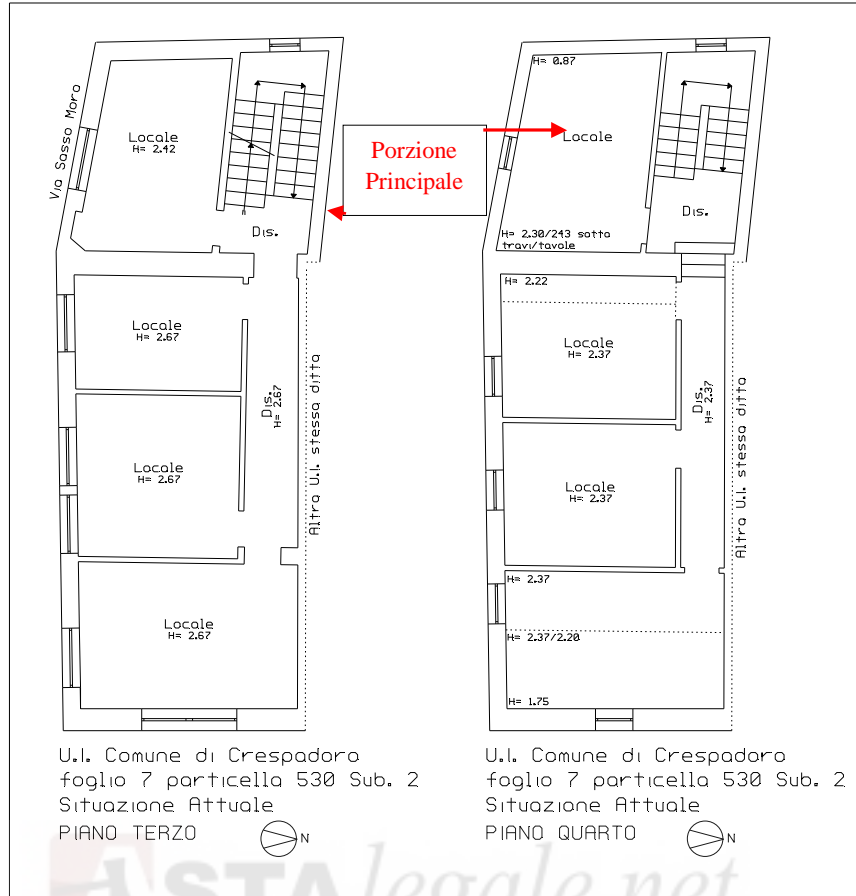 Via Sasso Moro
Locale
H= 2.42
Dis.
Locale
H= 2.67
Dis.
H= 2.67
Locale
H= 2.67
Locale
H= 2.67
Altra U.I. stessa ditta
Porzione
Principale
H= 0.87
Locale
H= 2.30/243 sotto
travi/tavole
Dis.
H= 2.22
Locale
H= 2.37
Dis.
H= 2.37
Locale
H= 2.37
H= 2.37
H= 2.37/2.20
H= 1.75
Altra U.I. stessa ditta
U.I. Comune di Crespadoro
foglio 7 particella 530 Sub. 2
Situazione Attuale
PIANO TERZO
N
U.I. Comune di Crespadoro
foglio 7 particella 530 Sub. 2
Situazione Attuale
PIANO QUARTO
N
ASTAlegale.net